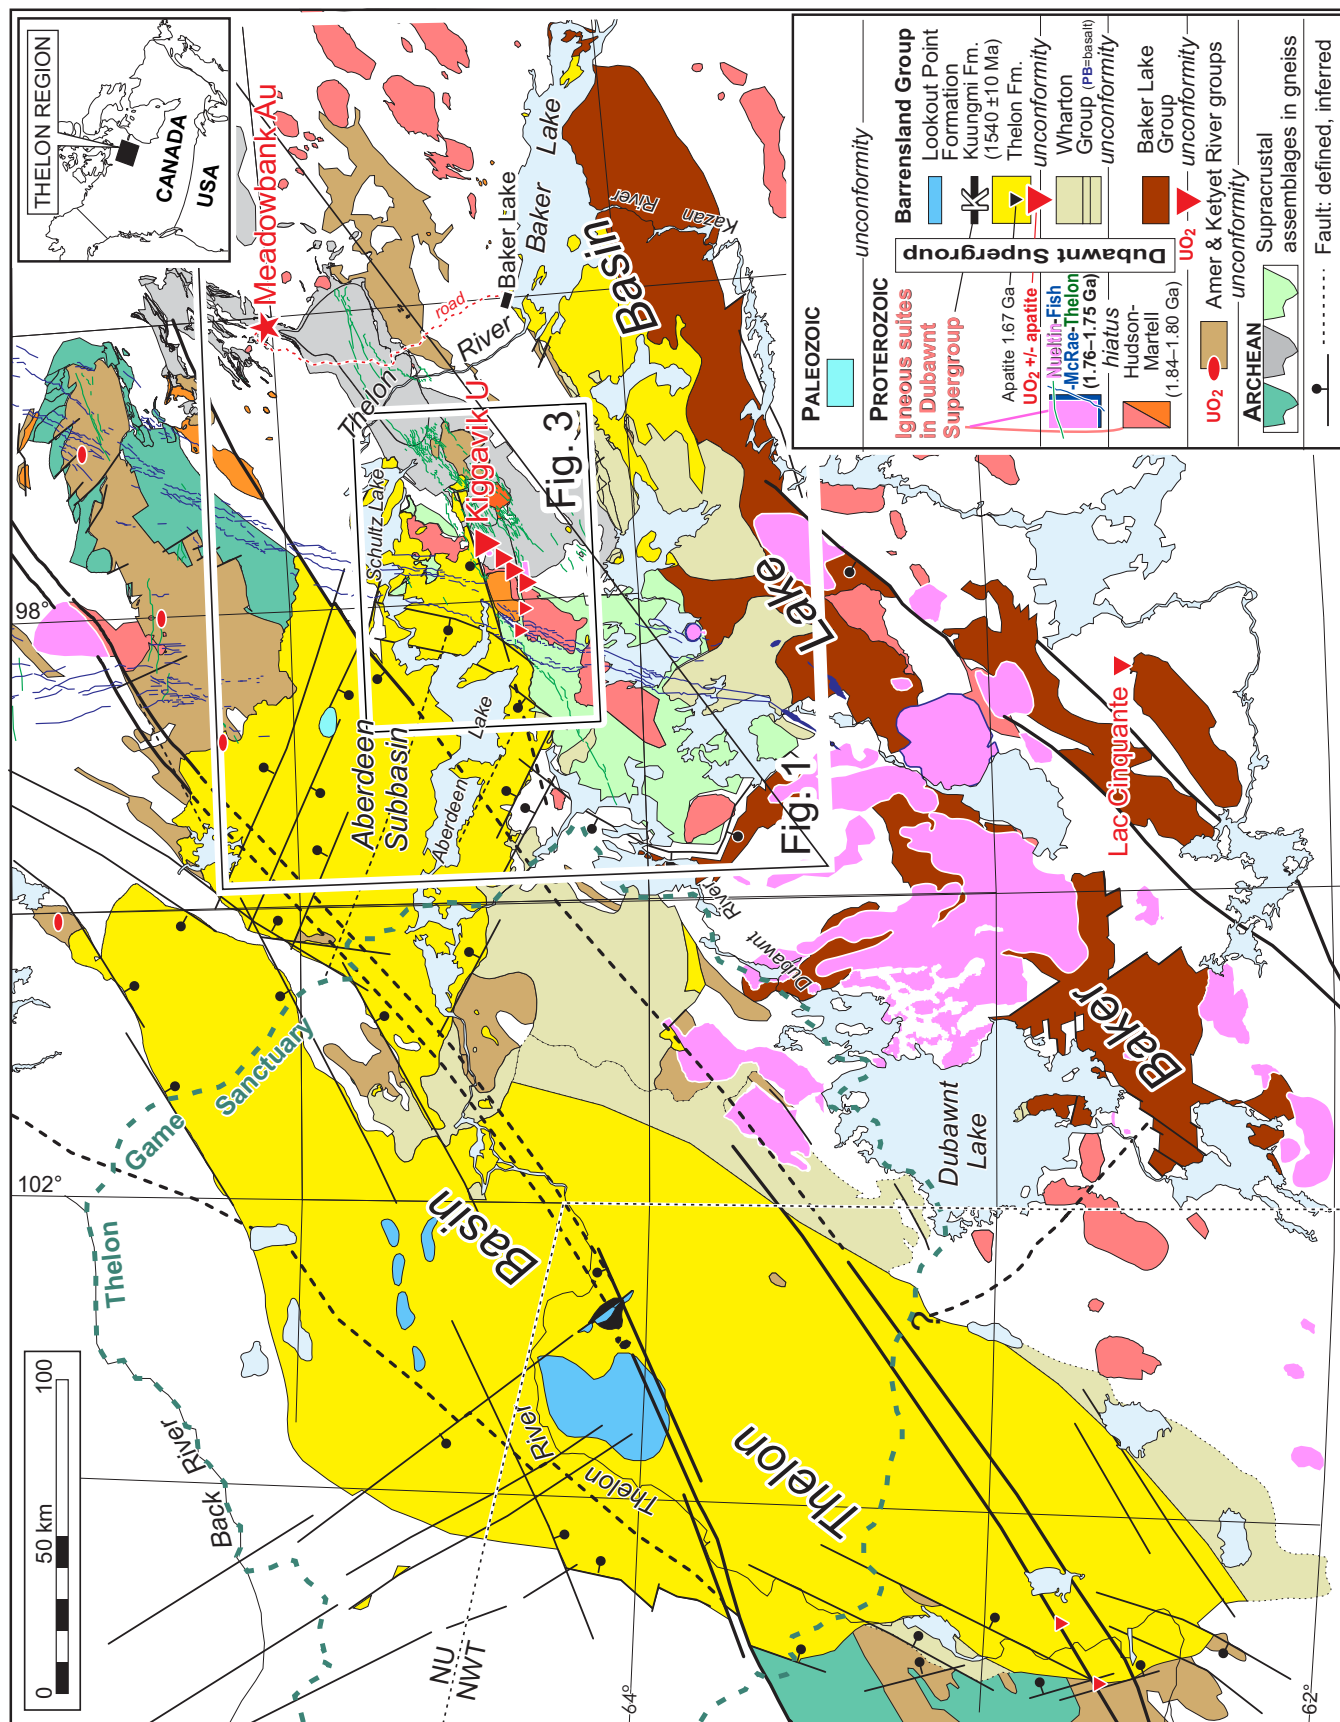 THELON REGION
CANADA
USA
Meadowbank Au
Baker Lake
road
Baker Lake
Thelon River
Kazan River
Basin
Kiggavik U
Fig. 3
Schultz Lake
98°
Aberdeen
Subbasin
Aberdeen Lake
Lake
Fig. 1
Lac Cinquante
Dubawnt River
Baker
Dubawnt
Lake
Game Sanctuary
102°
Thelon
Basin
Thelon
Thelon River
Back River
NU
NWT
64°
62°
?
0 50 km 100
PALEOZOIC
PROTEROZOIC
Igneous suites
in Dubawnt
Supergroup
Apatite 1.67 Ga
UO₂ +/- apatite
Nueltin-Fish
-McRae-Thelon
(1.76–1.75 Ga)
hiatus
Hudson-
Martell
(1.84–1.80 Ga)
unconformity
Barrensland Group
Lookout Point
Formation
K
Kuungmi Fm.
(1540 ±10 Ma)
Thelon Fm.
unconformity
Wharton
Group (PB=basalt)
unconformity
Baker Lake
Group
UO₂
unconformity
Dubawnt Supergroup
UO₂
Amer & Ketyet River groups
unconformity
ARCHEAN
Supracrustal
assemblages in gneiss
Fault: defined, inferred